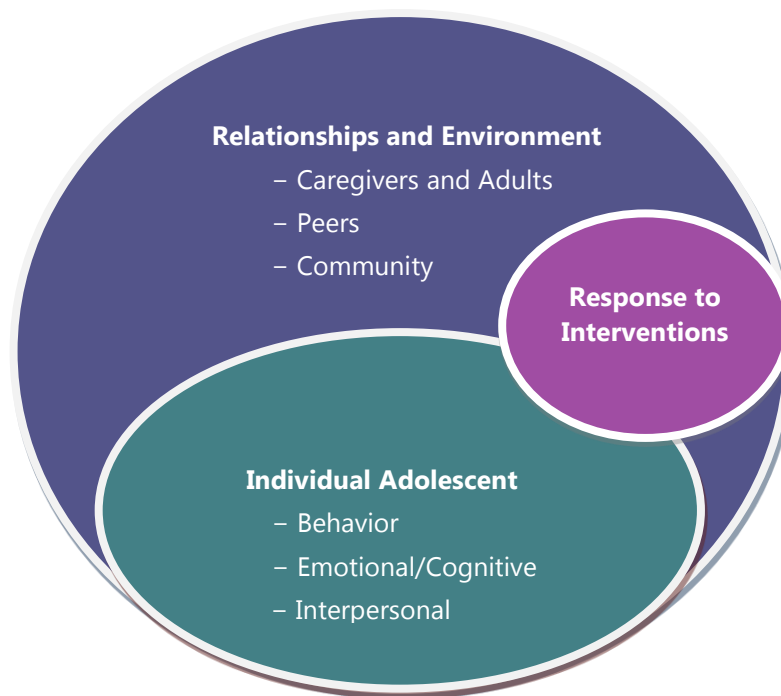 Relationships and Environment
– Caregivers and Adults
– Peers
– Community
Response to
Interventions
Individual Adolescent
– Behavior
– Emotional/Cognitive
– Interpersonal